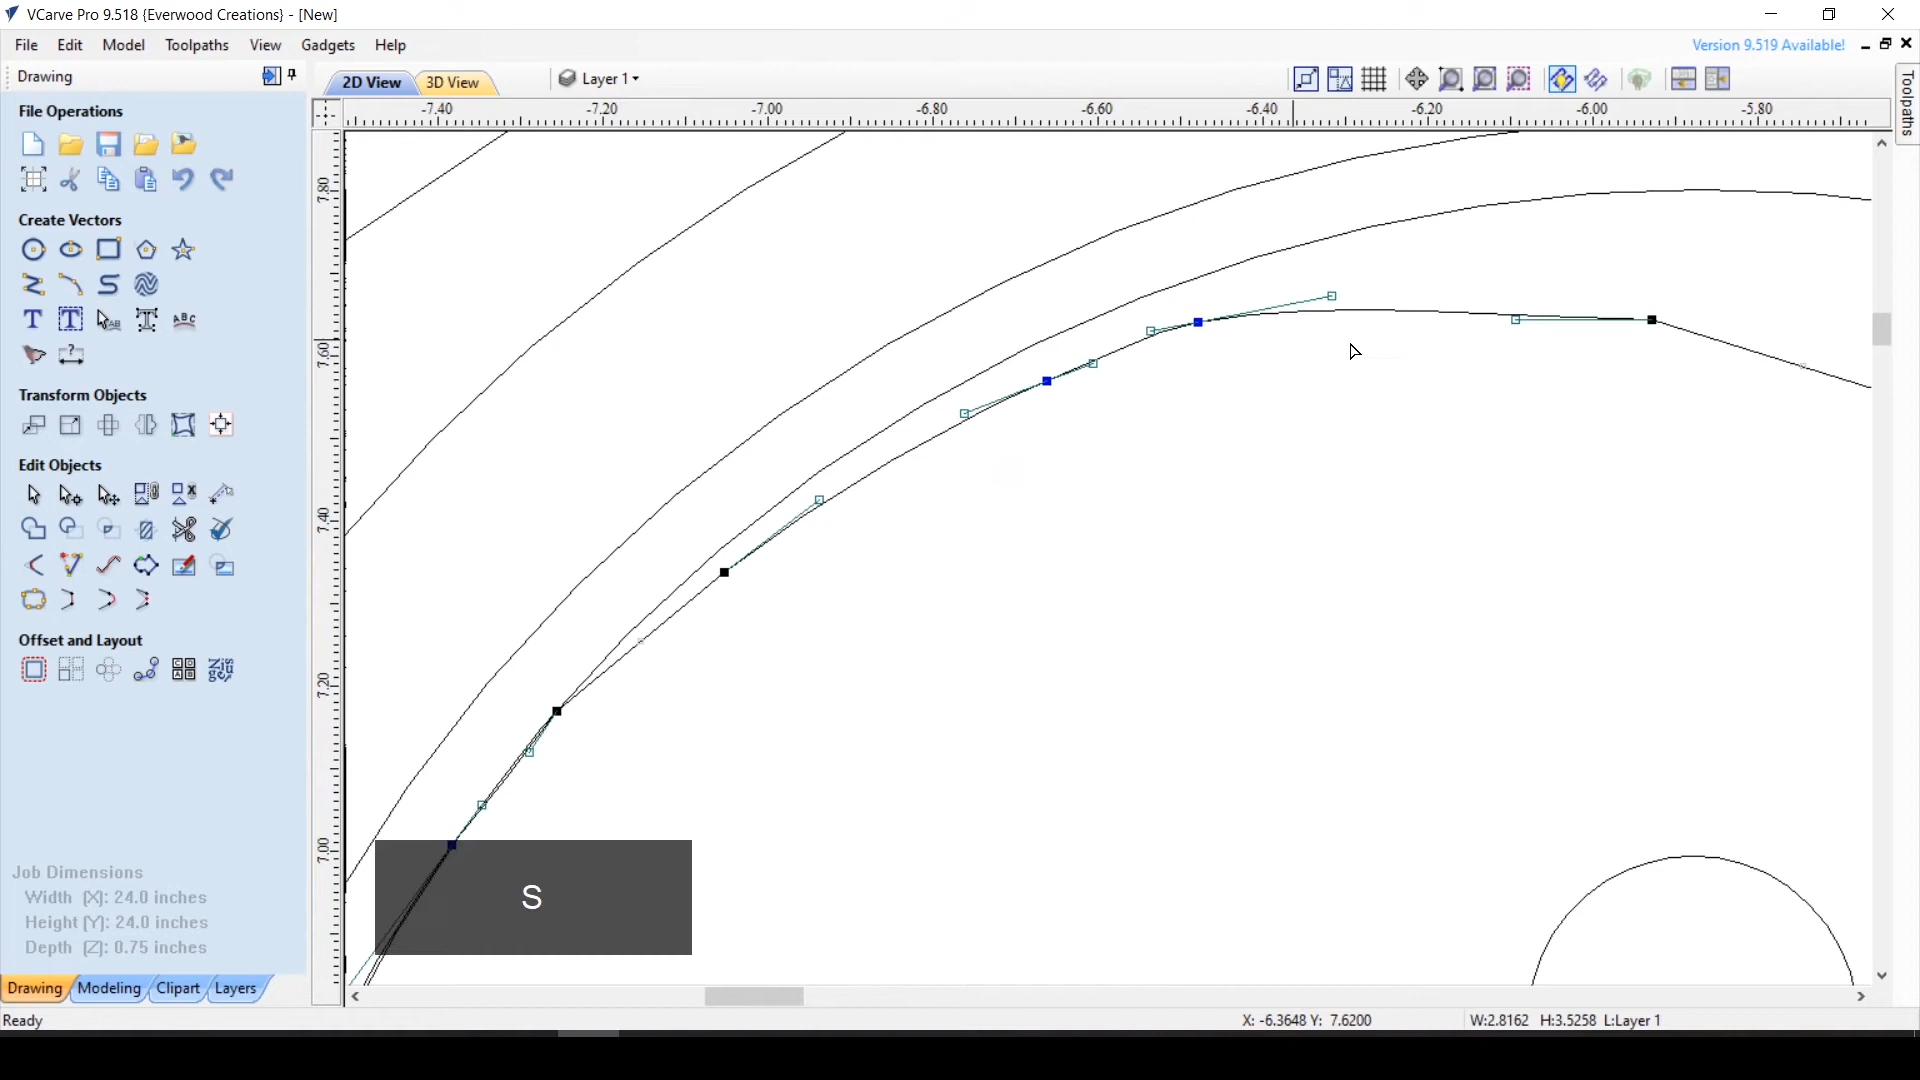 VCarve Pro 9.518 {Everwood Creations} - [New]
File Edit Model Toolpaths View Gadgets Help
Version 9.519 Available!
Drawing
2D View 3D View
Layer 1
Toolpaths
File Operations
-7.40 -7.20 -7.00 -6.80 -6.60 -6.40 -6.20 -6.00 -5.80
7.80
7.60
7.40
7.20
7.00
Create Vectors
Transform Objects
Edit Objects
Offset and Layout
S
Job Dimensions
Width (X): 24.0 inches
Height (Y): 24.0 inches
Depth (Z): 0.75 inches
Drawing Modeling Clipart Layers
Ready
X: -6.3648 Y: 7.6200
W:2.8162 H:3.5258 L:Layer 1